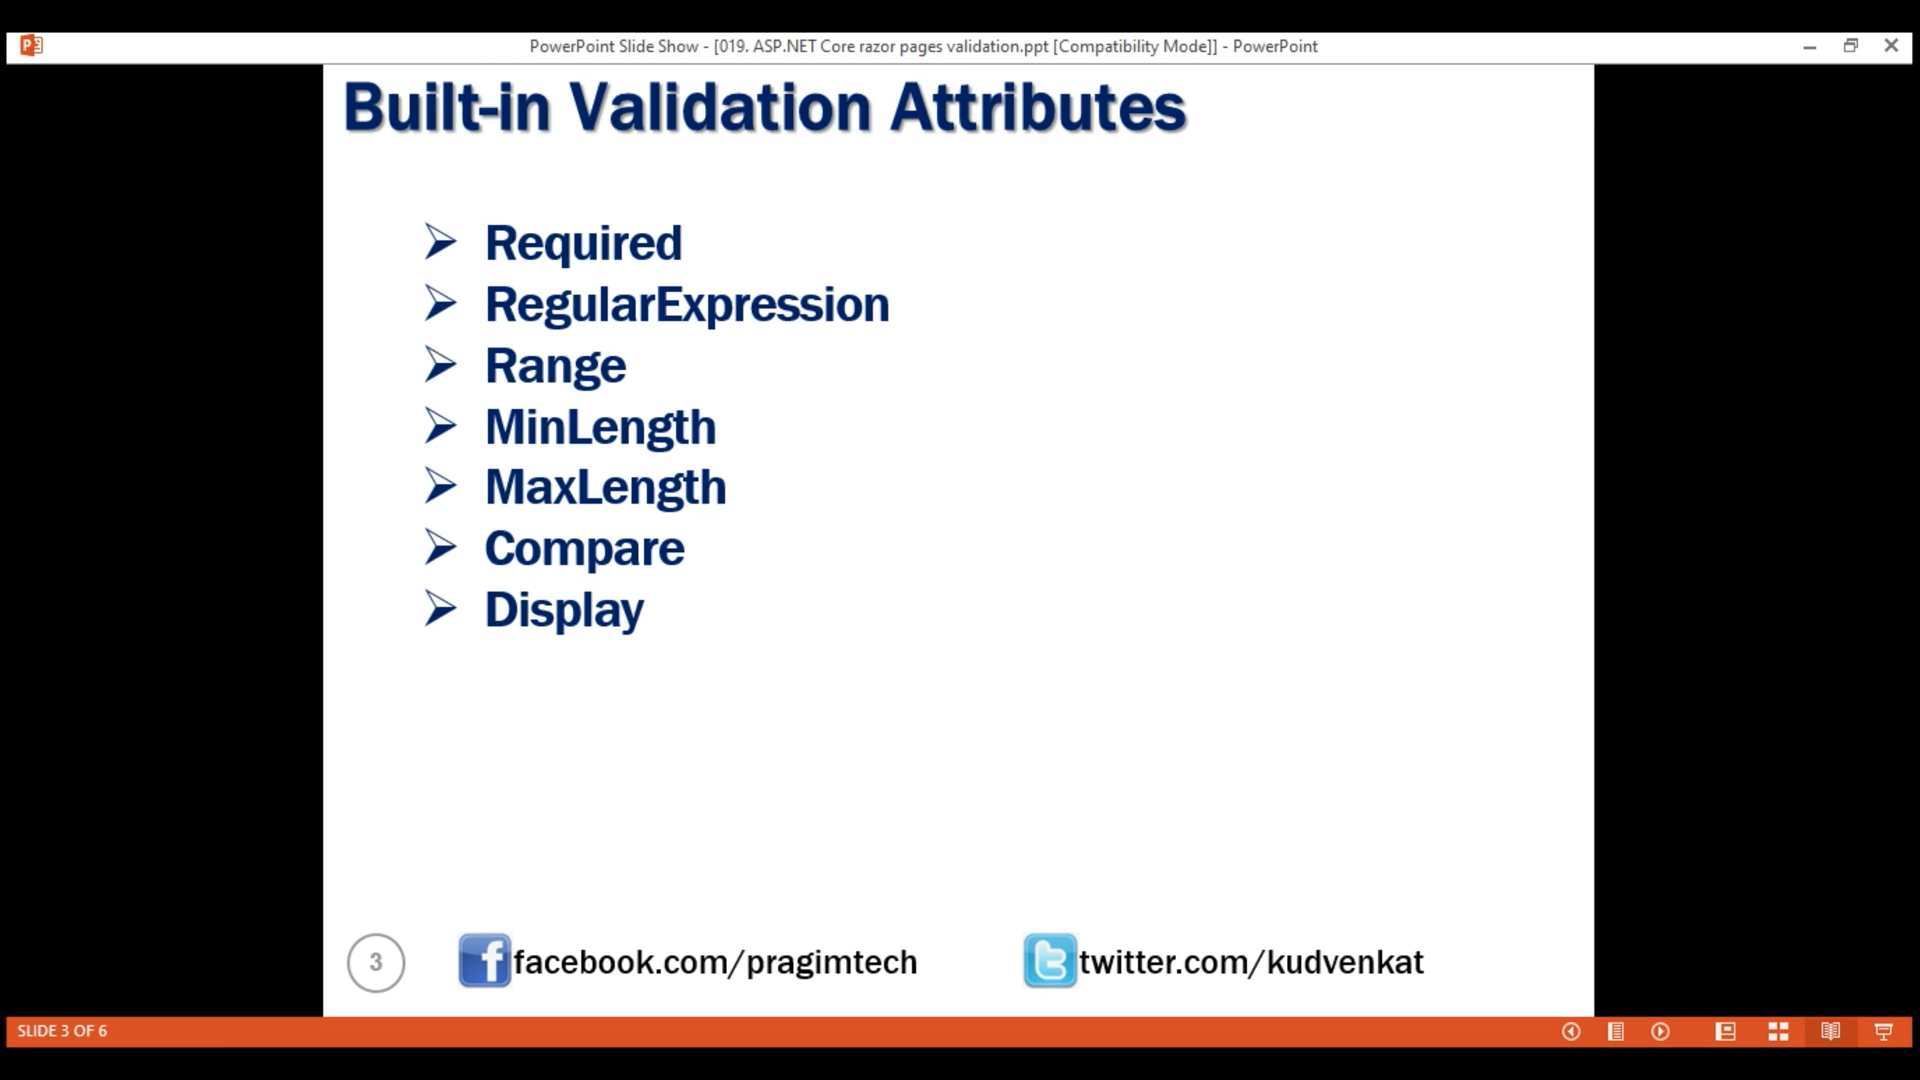 PowerPoint Slide Show - [019. ASP.NET Core razor pages validation.ppt [Compatibility Mode]] - PowerPoint
Built-in Validation Attributes
Required
RegularExpression
Range
MinLength
MaxLength
Compare
Display
3
facebook.com/pragimtech
twitter.com/kudvenkat
SLIDE 3 OF 6